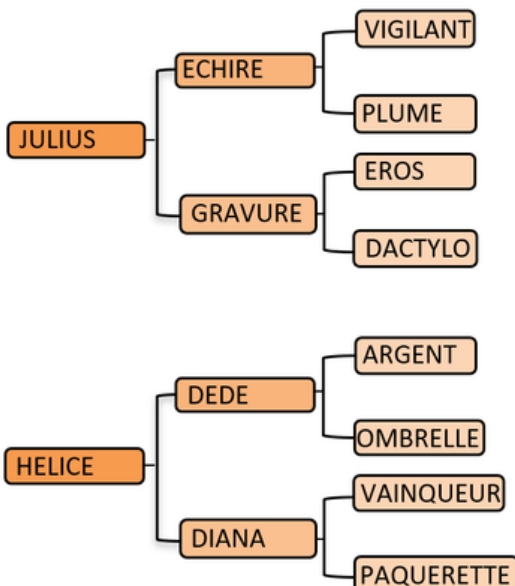 VIGILANT
ECHIRE
PLUME
JULIUS
EROS
GRAVURE
DACTYLO
ARGENT
DEDE
OMBRELLE
HELICE
VAINQUEUR
DIANA
PAQUERETTE